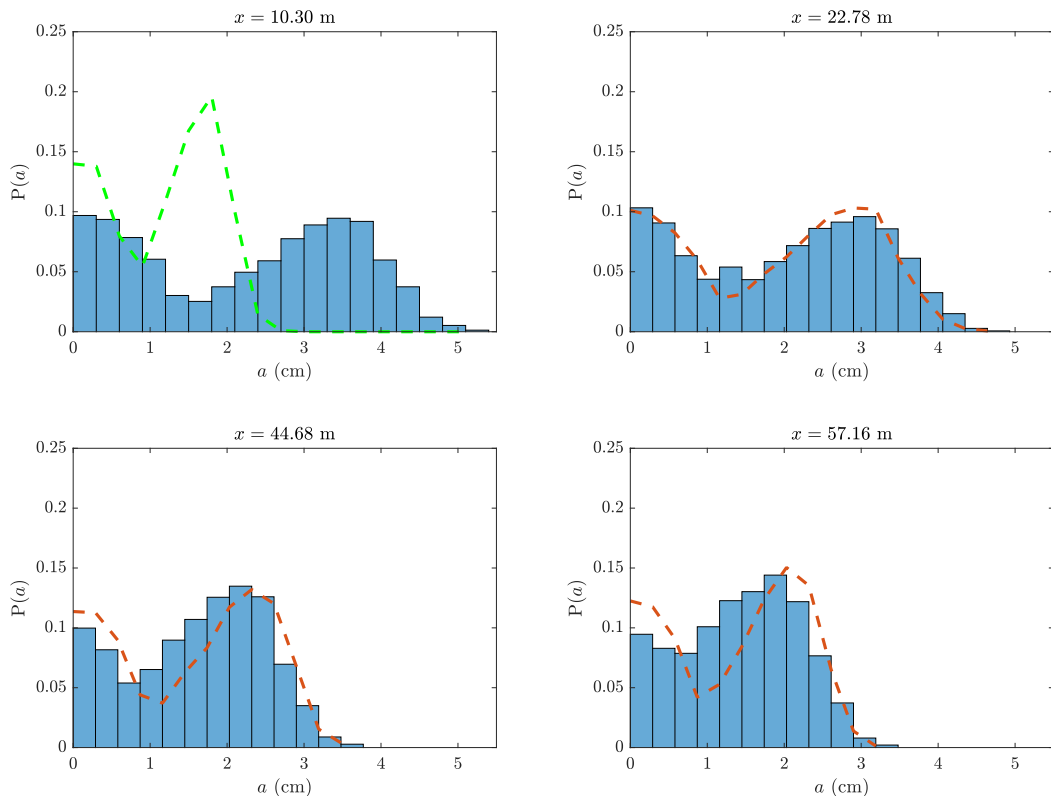 x = 10.30 m
0.25
0.2
0.15
0.1
0.05
0
P(a)
0 1 2 3 4 5
a (cm)
x = 22.78 m
0.25
0.2
0.15
0.1
0.05
0
P(a)
0 1 2 3 4 5
a (cm)
x = 44.68 m
0.25
0.2
0.15
0.1
0.05
0
P(a)
0 1 2 3 4 5
a (cm)
x = 57.16 m
0.25
0.2
0.15
0.1
0.05
0
P(a)
0 1 2 3 4 5
a (cm)